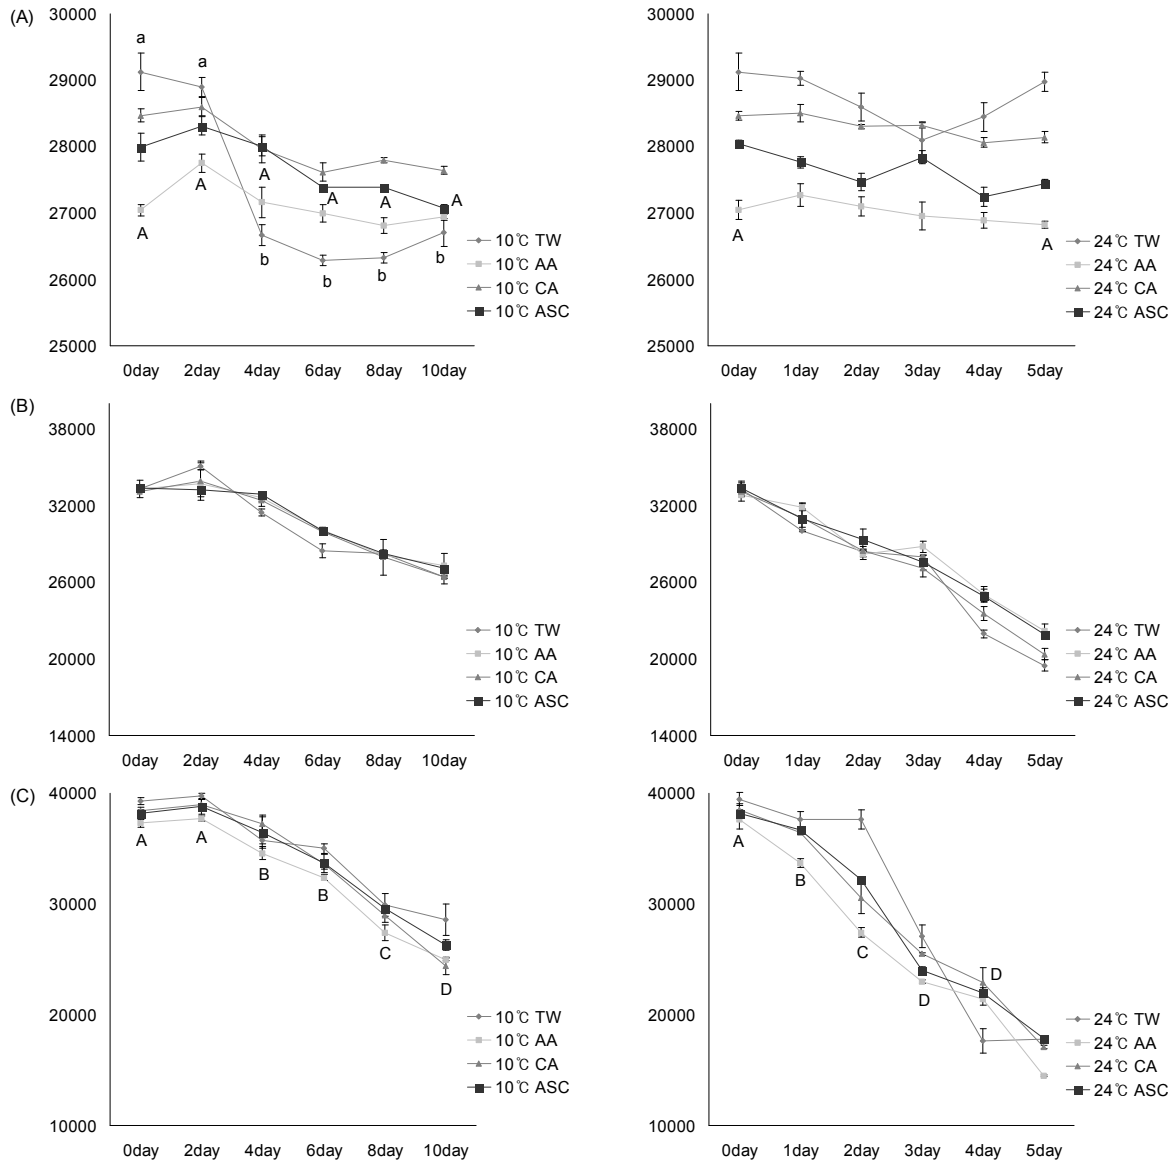 (A)
30000
29000
28000
27000
26000
25000
a
a
A
A
A
A
A
A
b
b
b
b
10℃ TW
10℃ AA
10℃ CA
10℃ ASC
0day 2day 4day 6day 8day 10day
30000
29000
28000
27000
26000
25000
A
A
24℃ TW
24℃ AA
24℃ CA
24℃ ASC
0day 1day 2day 3day 4day 5day
(B)
38000
32000
26000
20000
14000
10℃ TW
10℃ AA
10℃ CA
10℃ ASC
0day 2day 4day 6day 8day 10day
38000
32000
26000
20000
14000
24℃ TW
24℃ AA
24℃ CA
24℃ ASC
0day 1day 2day 3day 4day 5day
(C)
40000
30000
20000
10000
A
A
B
B
C
D
10℃ TW
10℃ AA
10℃ CA
10℃ ASC
0day 2day 4day 6day 8day 10day
40000
30000
20000
10000
A
B
C
D
D
24℃ TW
24℃ AA
24℃ CA
24℃ ASC
0day 1day 2day 3day 4day 5day